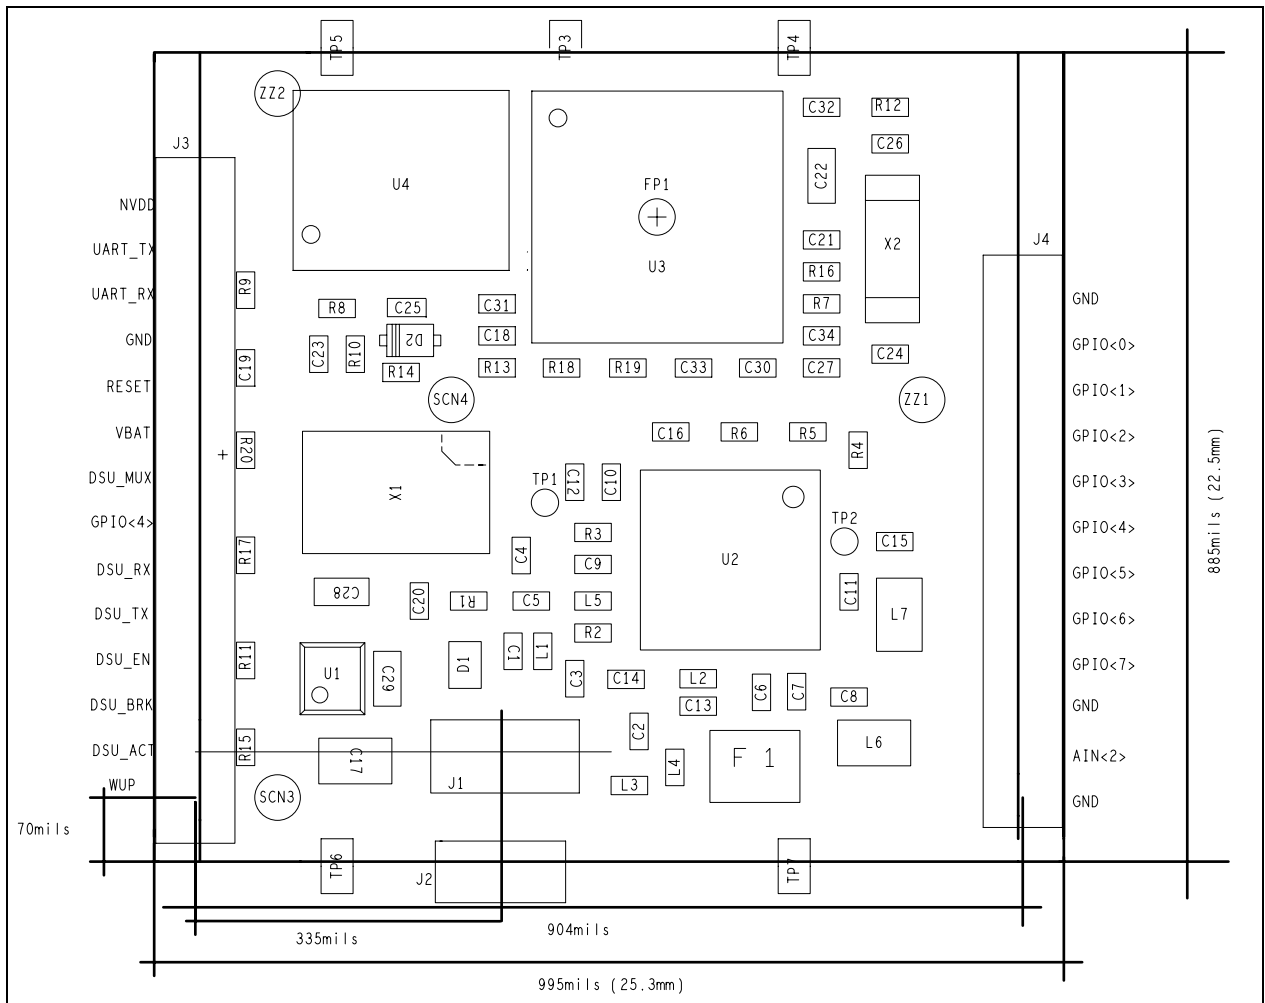 TP5
TP3
TP4
ZZ2
C32
R12
J3
C26
U4
FP1
C22
NVDD
UART_TX
C21
X2
J4
U3
R16
UART_RX
R9
R8
C25
C31
R7
GND
GND
C23
R10
D2
C18
C34
GPIO<0>
C19
R14
R13
R18
R19
C33
C30
C27
C24
RESET
SCN4
ZZ1
GPIO<1>
VBAT
R20
C16
R6
R5
R4
GPIO<2>
+
DSU_MUX
X1
TP1
C12
C10
GPIO<3>
GPIO<4>
R3
TP2
GPIO<4>
R17
C4
C9
U2
C15
885mils (22.5mm)
DSU_RX
GPIO<5>
C28
C20
R1
C5
L5
C11
L7
DSU_TX
R2
GPIO<6>
DSU_EN
R11
U1
C29
D1
C1
L1
C3
C14
L2
GPIO<7>
DSU_BRK
C13
C6
C7
C8
GND
DSU_ACT
R15
C17
C2
F 1
L6
AIN<2>
WUP
J1
L4
L3
SCN3
GND
70mils
TP6
J2
TP7
335mils
904mils
995mils (25.3mm)